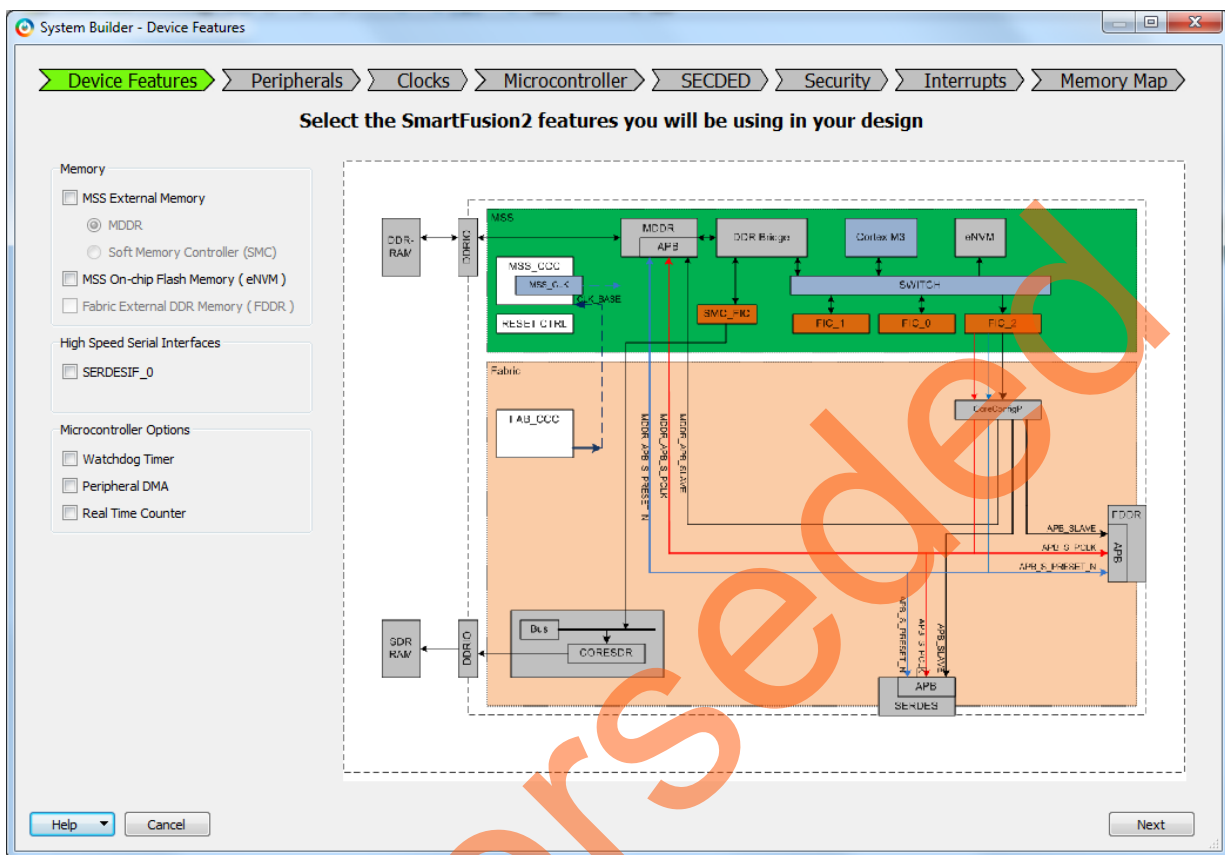 System Builder - Device Features
Device Features
Peripherals
Clocks
Microcontroller
SECDED
Security
Interrupts
Memory Map
Select the SmartFusion2 features you will be using in your design
Memory
MSS External Memory
MDDR
Soft Memory Controller (SMC)
MSS On-chip Flash Memory ( eNVM )
Fabric External DDR Memory ( FDDR )
High Speed Serial Interfaces
SERDESIF_0
Microcontroller Options
Watchdog Timer
Peripheral DMA
Real Time Counter
DDR-
RAM
DDRIO
MSS
MDDR
APB
DDR Bridge
Cortex M3
eNVM
MSS_CCC
MSS_CLK
CLK_BASE
RESET CTRL
SWITCH
SMC_FIC
FIC_1
FIC_0
FIC_2
Fabric
FAB_CCC
CoreConfigP
MDDR_APB_S_PRESET_N
MDDR_APB_S_PCLK
MDDR_APB_SLAVE
FDDR
APB
APB_SLAVE
APB_S_PCLK
APB_S_PRESET_N
SDR
RAM
DDRIO
Bus
CORESDR
APB_S_PRESET_N
APB_S_PCLK
APB_SLAVE
APB
SERDES
Help
Cancel
Next
erseded